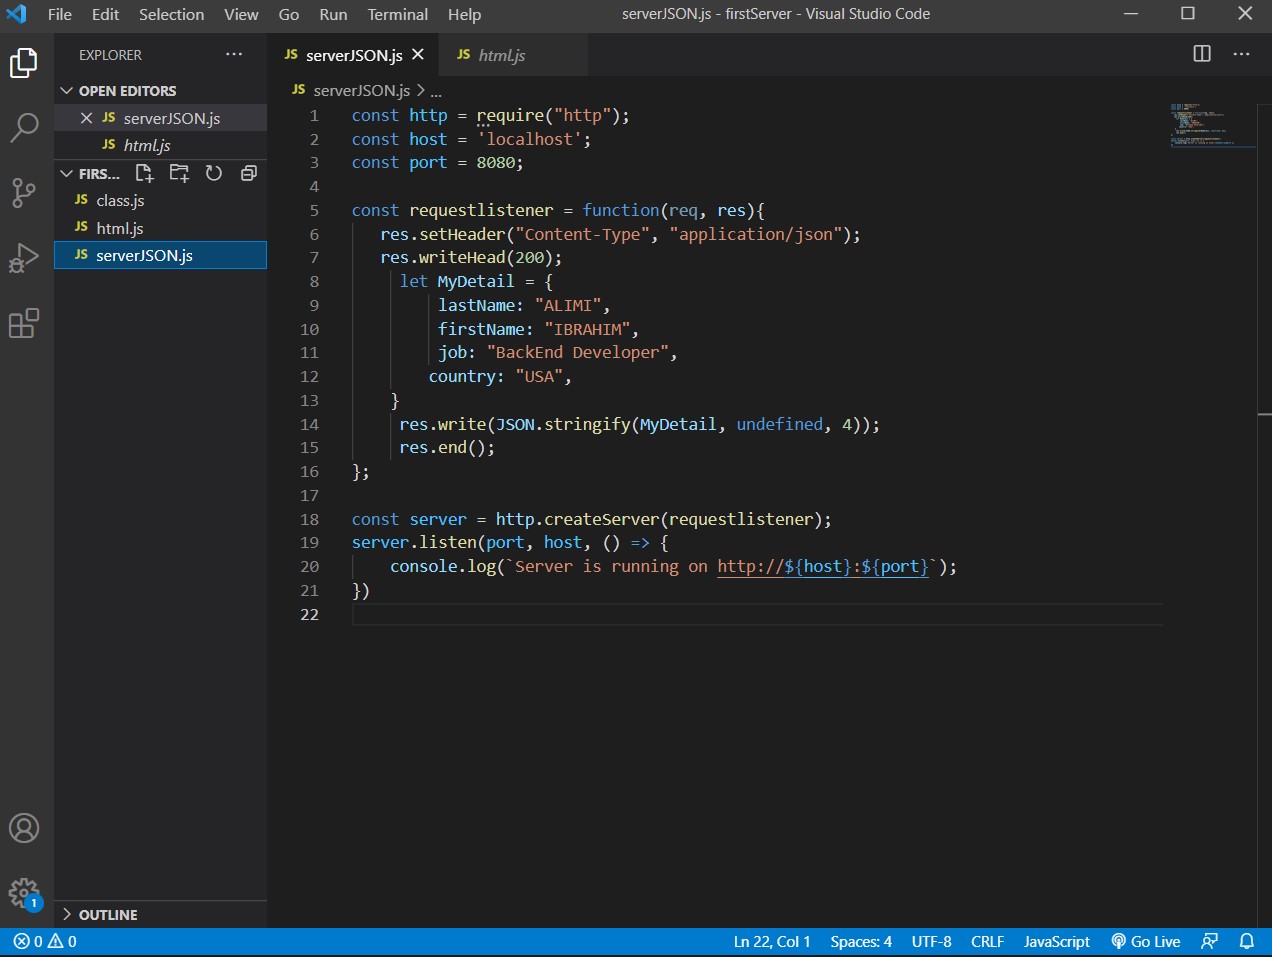 File Edit Selection View Go Run Terminal Help serverJSON.js - firstServer - Visual Studio Code
EXPLORER ...
OPEN EDITORS
JS serverJSON.js
JS html.js
FIRS...
JS class.js
JS html.js
JS serverJSON.js
OUTLINE
JS serverJSON.js JS html.js
JS serverJSON.js > ...
1 const http = require("http");
2 const host = 'localhost';
3 const port = 8080;
4
5 const requestlistener = function(req, res){
6 res.setHeader("Content-Type", "application/json");
7 res.writeHead(200);
8 let MyDetail = {
9 lastName: "ALIMI",
10 firstName: "IBRAHIM",
11 job: "BackEnd Developer",
12 country: "USA",
13 }
14 res.write(JSON.stringify(MyDetail, undefined, 4));
15 res.end();
16 };
17
18 const server = http.createServer(requestlistener);
19 server.listen(port, host, () => {
20 console.log(`Server is running on http://${host}:${port}`);
21 })
22
1
0 0 Ln 22, Col 1 Spaces: 4 UTF-8 CRLF JavaScript Go Live